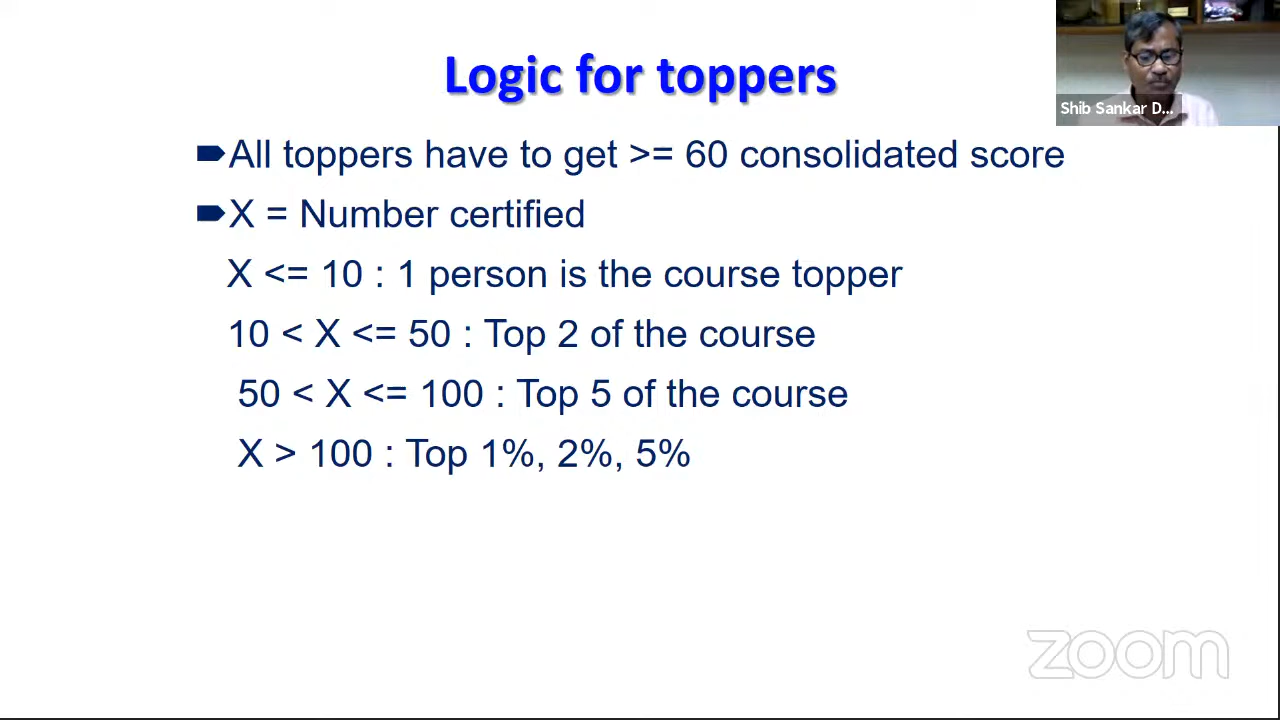 Logic for toppers
Shib Sankar D...
All toppers have to get >= 60 consolidated score
X = Number certified
X <= 10 : 1 person is the course topper
10 < X <= 50 : Top 2 of the course
50 < X <= 100 : Top 5 of the course
X > 100 : Top 1%, 2%, 5%
zoom